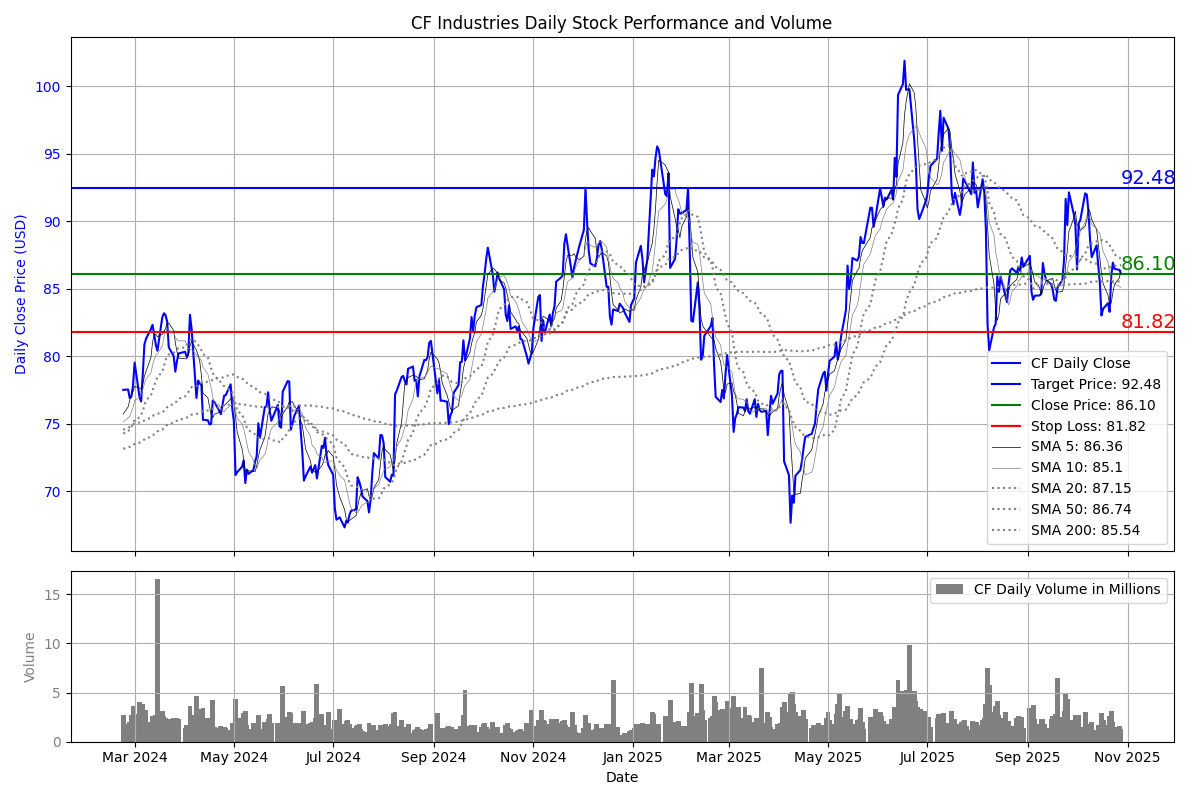 CF Industries Daily Stock Performance and Volume
Daily Close Price (USD)
100
95
90
85
80
75
70
92.48
86.10
81.82
CF Daily Close
Target Price: 92.48
Close Price: 86.10
Stop Loss: 81.82
SMA 5: 86.36
SMA 10: 85.1
SMA 20: 87.15
SMA 50: 86.74
SMA 200: 85.54
Volume
15
10
5
0
CF Daily Volume in Millions
Mar 2024 May 2024 Jul 2024 Sep 2024 Nov 2024 Jan 2025 Mar 2025 May 2025 Jul 2025 Sep 2025 Nov 2025
Date